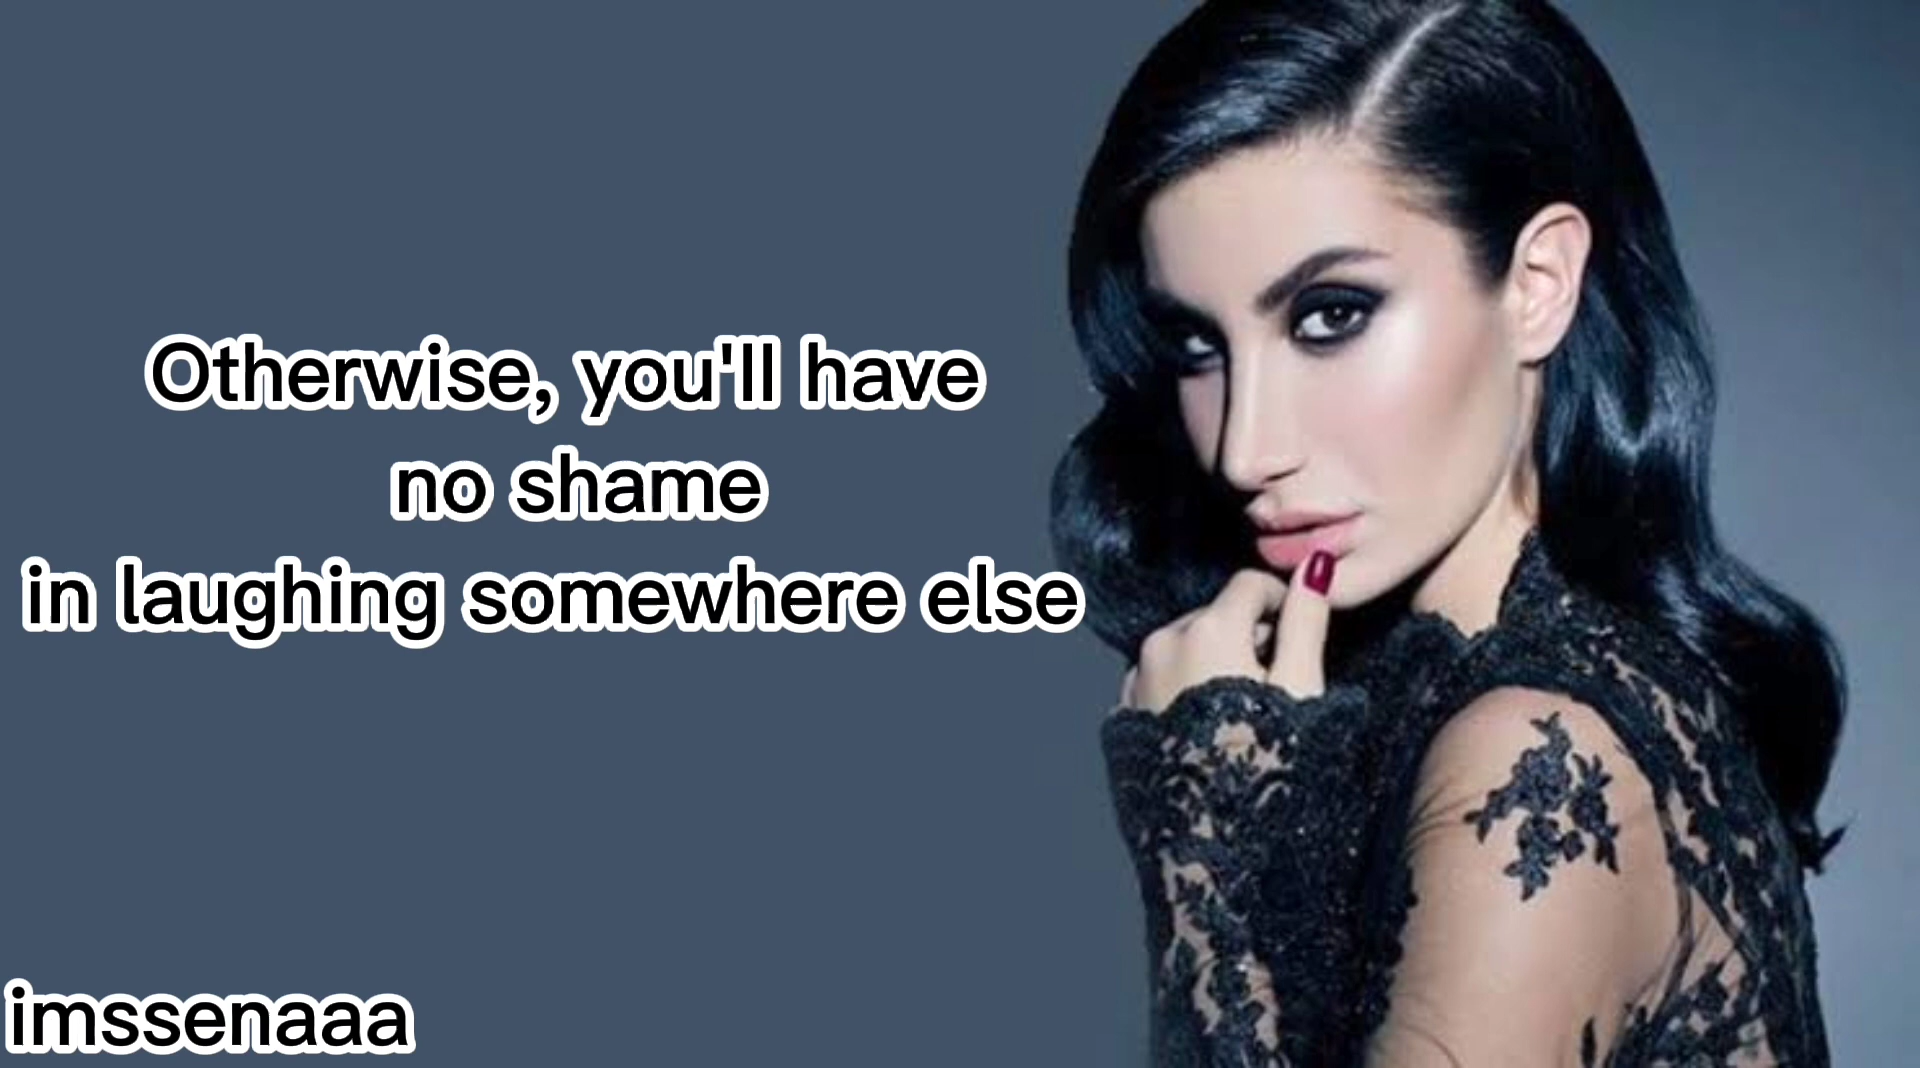 Otherwise, you'll have
no shame
in laughing somewhere else
imssenaaa